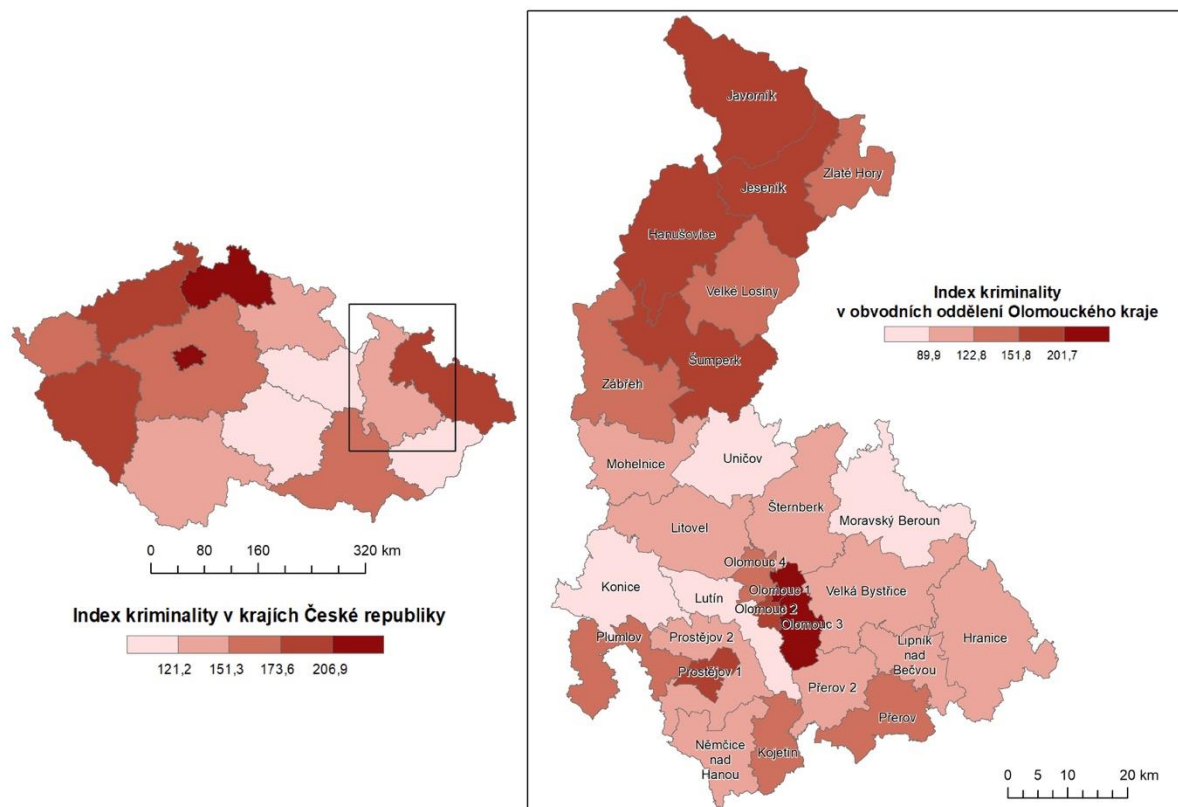 0 80 160 320 km
Index kriminality v krajích České republiky
121,2 151,3 173,6 206,9
Javorník
Zlaté Hory
Jeseník
Hanušovice
Velké Losiny
Šumperk
Zábřeh
Index kriminality
v obvodních oddělení Olomouckého kraje
89,9 122,8 151,8 201,7
Mohelnice
Uničov
Šternberk
Moravský Beroun
Litovel
Olomouc 4
Konice
Lutín
Olomouc 1
Velká Bystřice
Olomouc 2
Olomouc 3
Plumlov
Prostějov 2
Hranice
Lipník
nad
Bečvou
Prostějov 1
Přerov 2
Přerov
Němčice
nad
Hanou
Kojetín
0 5 10 20 km